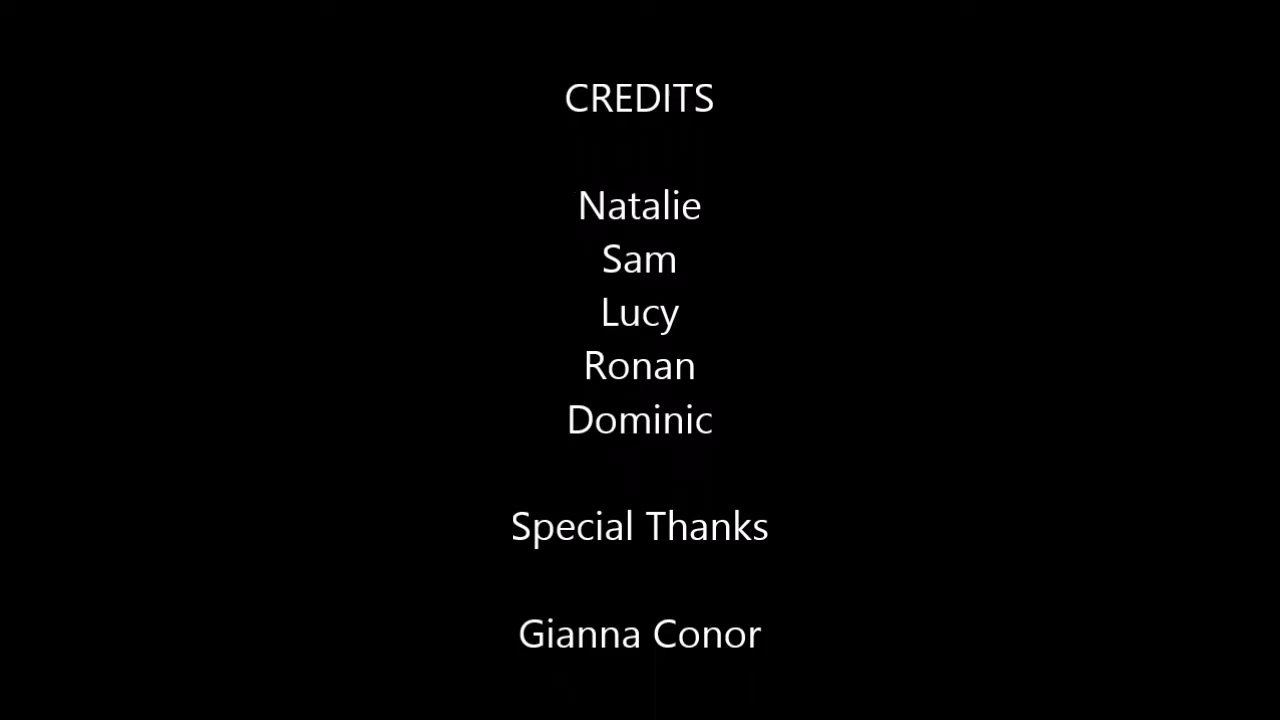 CREDITS
Natalie
Sam
Lucy
Ronan
Dominic
Special Thanks
Gianna Conor